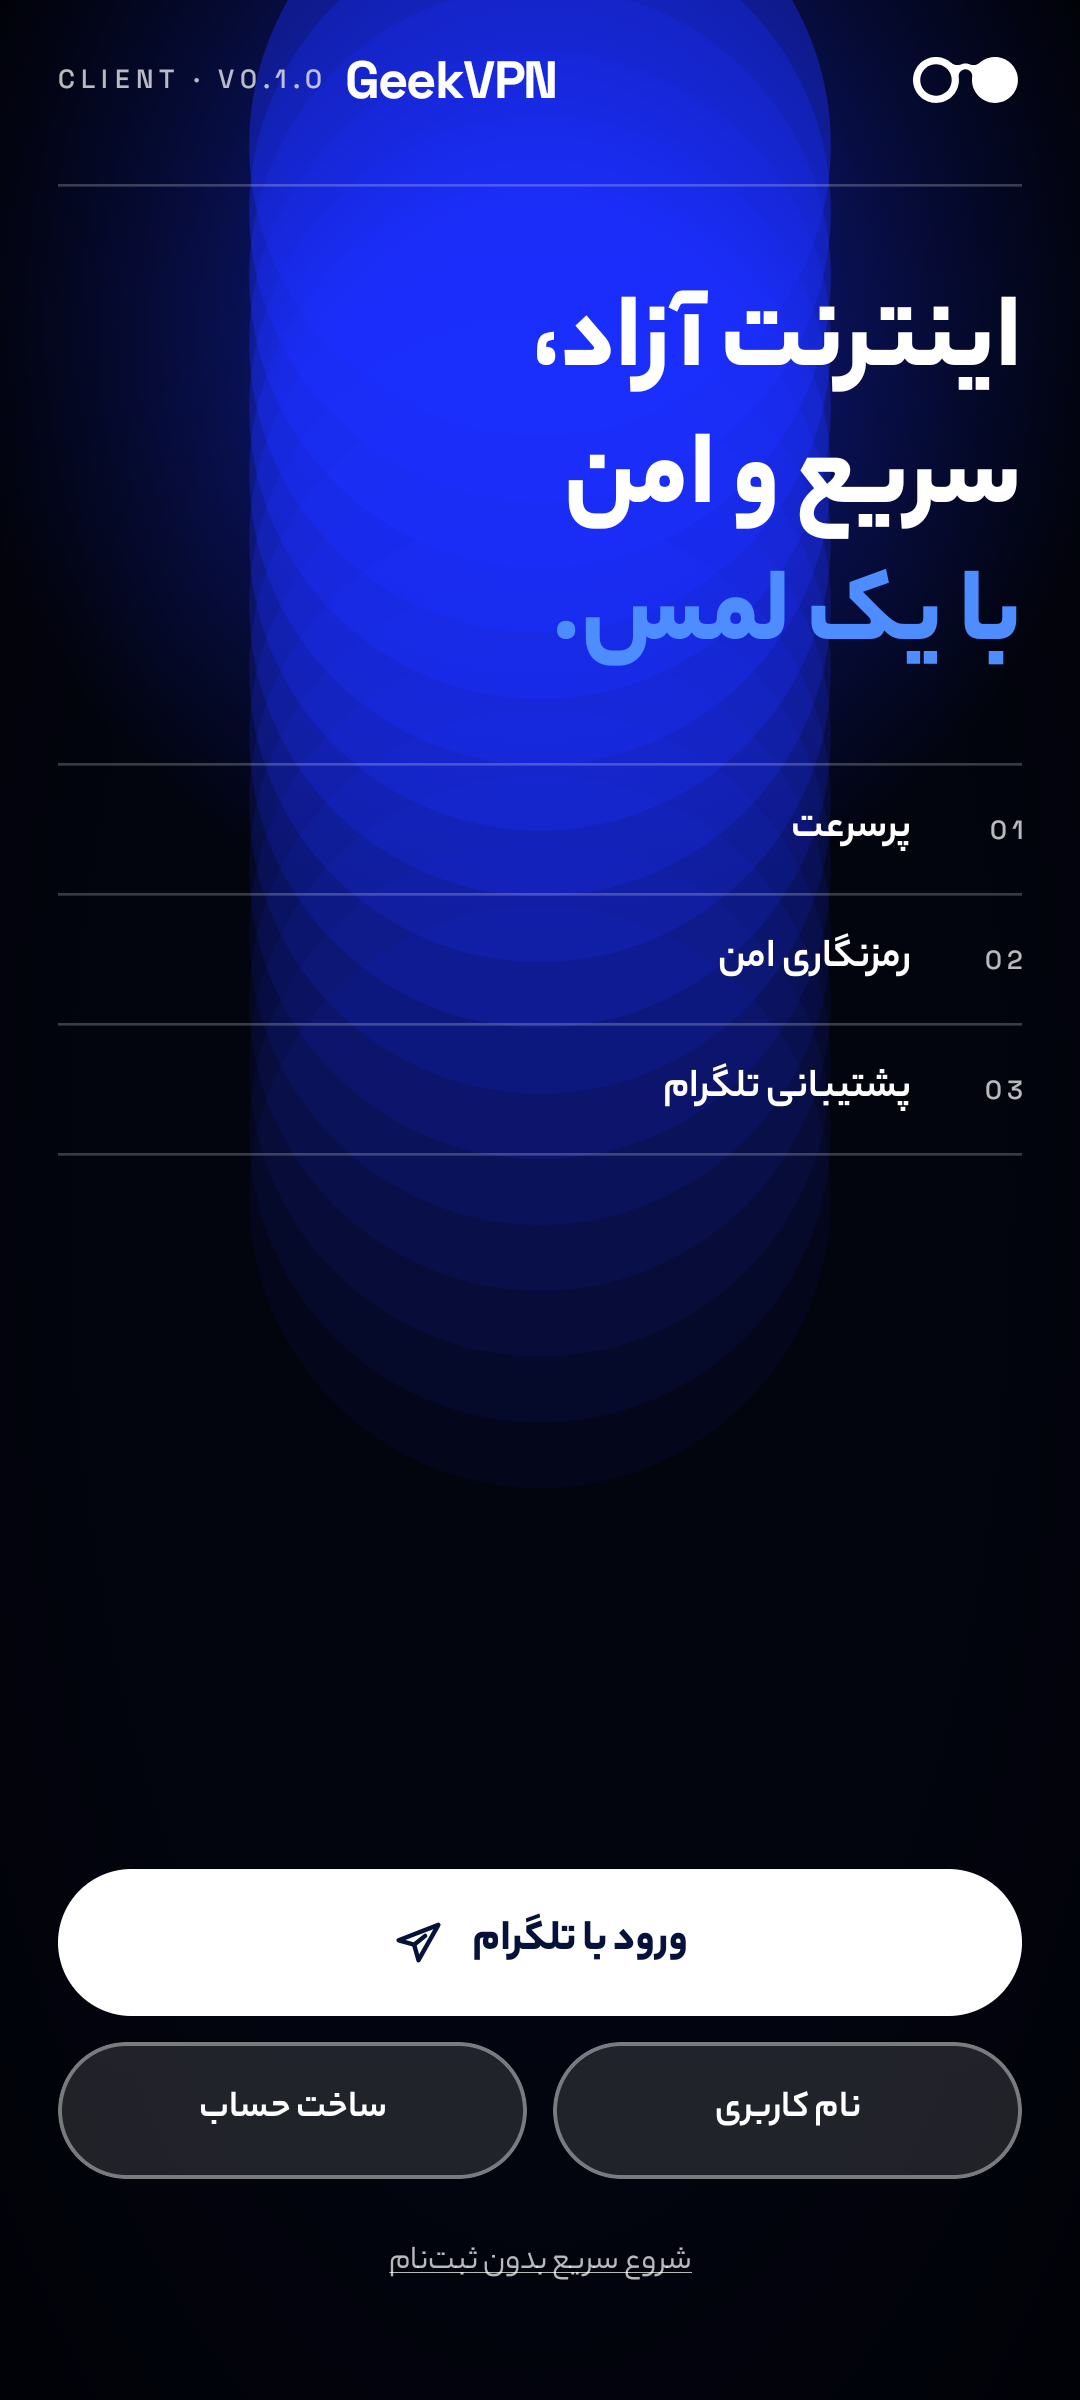 GeekVPN
CLIENT · V0.1.0
اینترنت آزاد،
سریع و امن
با یک لمس.
01 پرسرعت
02 رمزنگاری امن
03 پشتیبانی تلگرام
ورود با تلگرام
نام کاربری
ساخت حساب
شروع سریع بدون ثبت‌نام